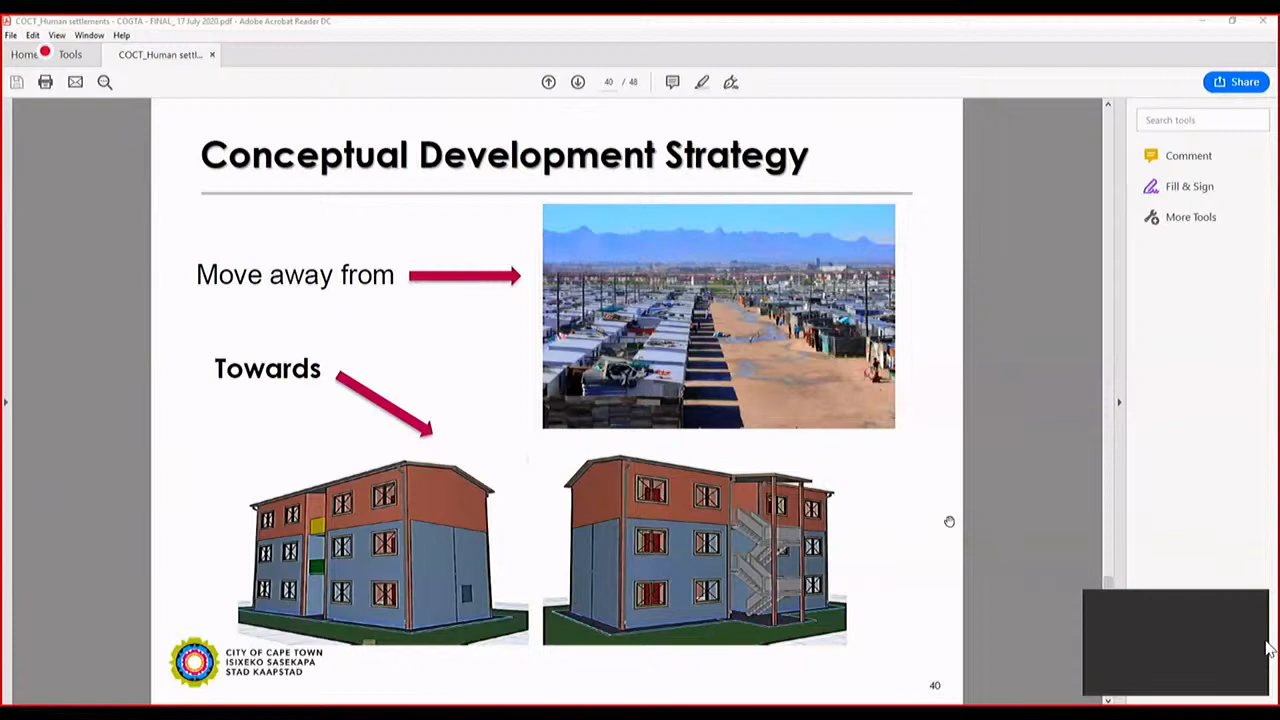 COCT_Human settlements - COGTA - FINAL_ 17 July 2020.pdf - Adobe Acrobat Reader DC
File Edit View Window Help
Home Tools COCT_Human settl... ×
40 / 48
Share
Search tools
Comment
Fill & Sign
More Tools
Conceptual Development Strategy
Move away from
Towards
CITY OF CAPE TOWN
ISIXEKO SASEKAPA
STAD KAAPSTAD
40